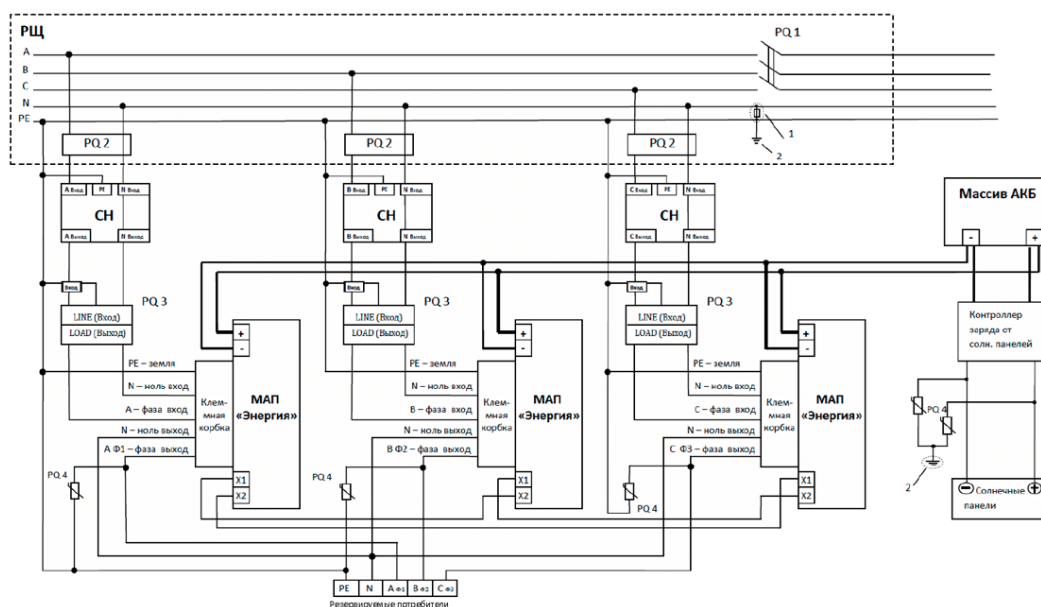 РЩ
PQ 1
A
B
C
N
PE
1
2
PQ 2
PQ 2
PQ 2
A Вход
PE
N Вход
СН
A Выход
N Выход
B Вход
PE
N Вход
СН
B Выход
N Выход
C Вход
PE
N Вход
СН
C Выход
N Выход
Массив АКБ
-
+
Вход
PQ 3
LINE (Вход)
LOAD (Выход)
Вход
PQ 3
LINE (Вход)
LOAD (Выход)
Вход
PQ 3
LINE (Вход)
LOAD (Выход)
Контроллер
заряда от
солн. панелей
+
-
PE – земля
N – ноль вход
A – фаза вход
N – ноль выход
A Ф1 – фаза выход
Клем-
мная
корбка
МАП
«Энергия»
X1
X2
PQ 4
+
-
PE – земля
N – ноль вход
B – фаза вход
N – ноль выход
B Ф2 – фаза выход
Клем-
мная
корбка
МАП
«Энергия»
X1
X2
PQ 4
+
-
PE – земля
N – ноль вход
C – фаза вход
N – ноль выход
C Ф3 – фаза выход
Клем-
мная
корбка
МАП
«Энергия»
X1
X2
PQ 4
PQ 4
2
Солнечные
панели
PE
N
A Ф1
B Ф2
C Ф3
Резервируемые потребители